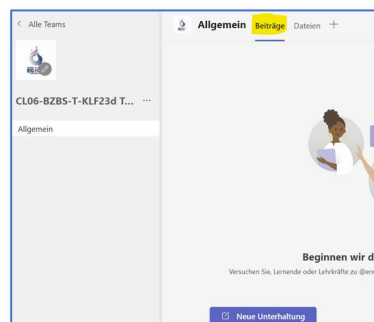 Alle Teams
Allgemein Beiträge Dateien
CL06-BZBS-T-KLF23d T... ...
Allgemein
Beginnen wir d
Versuchen Sie, Lernende oder Lehrkräfte zu @en
Neue Unterhaltung